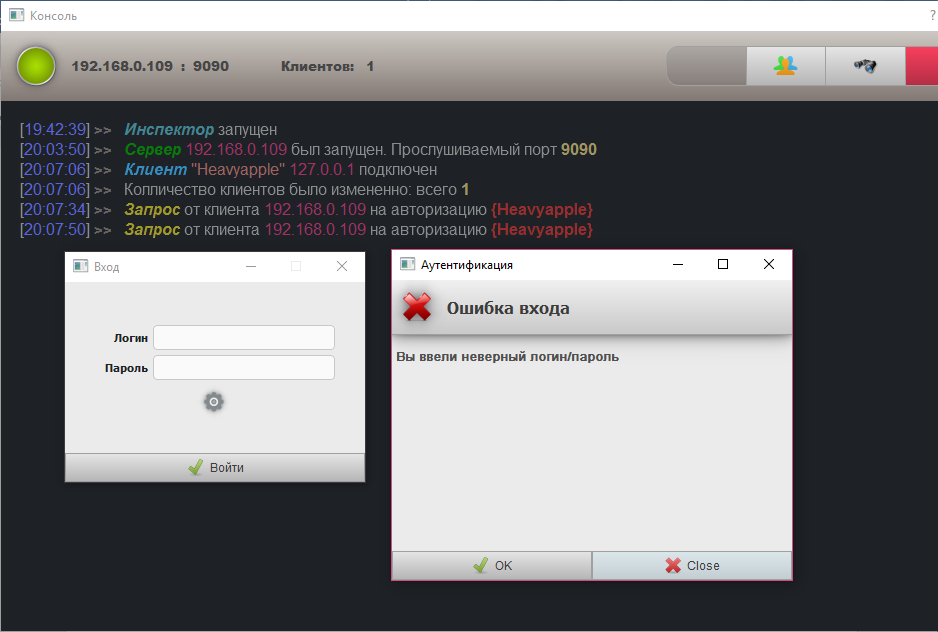 Консоль
?
192.168.0.109 : 9090 Клиентов: 1
[19:42:39] >> Инспектор запущен
[20:03:50] >> Сервер 192.168.0.109 был запущен. Прослушиваемый порт 9090
[20:07:06] >> Клиент "Heavyapple" 127.0.0.1 подключен
[20:07:06] >> Колличество клиентов было измененно: всего 1
[20:07:34] >> Запрос от клиента 192.168.0.109 на авторизацию {Heavyapple}
[20:07:50] >> Запрос от клиента 192.168.0.109 на авторизацию {Heavyapple}
Вход
Логин
Пароль
Войти
Аутентификация
Ошибка входа
Вы ввели неверный логин/пароль
OK
Close